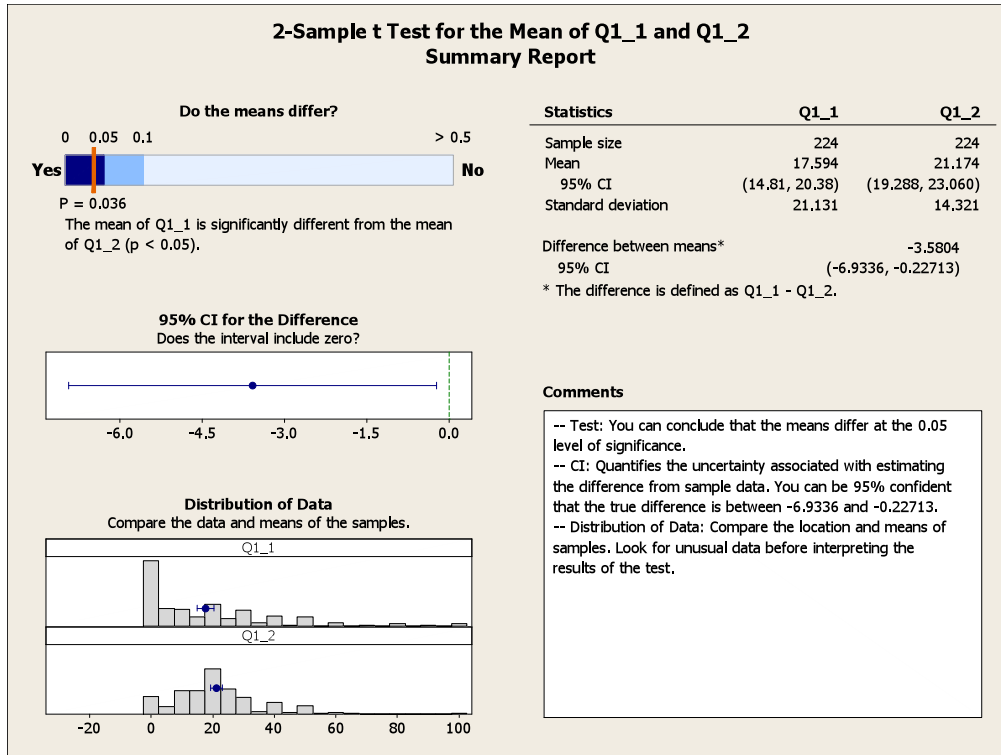 2-Sample t Test for the Mean of Q1_1 and Q1_2
Summary Report
Do the means differ?
0 0.05 0.1 > 0.5
Yes No
P = 0.036
The mean of Q1_1 is significantly different from the mean
of Q1_2 (p < 0.05).
Statistics Q1_1 Q1_2
Sample size 224 224
Mean 17.594 21.174
95% CI (14.81, 20.38) (19.288, 23.060)
Standard deviation 21.131 14.321
Difference between means* -3.5804
95% CI (-6.9336, -0.22713)
* The difference is defined as Q1_1 - Q1_2.
95% CI for the Difference
Does the interval include zero?
-6.0 -4.5 -3.0 -1.5 0.0
Distribution of Data
Compare the data and means of the samples.
Q1_1
Q1_2
-20 0 20 40 60 80 100
Comments
-- Test: You can conclude that the means differ at the 0.05
level of significance.
-- CI: Quantifies the uncertainty associated with estimating
the difference from sample data. You can be 95% confident
that the true difference is between -6.9336 and -0.22713.
-- Distribution of Data: Compare the location and means of
samples. Look for unusual data before interpreting the
results of the test.